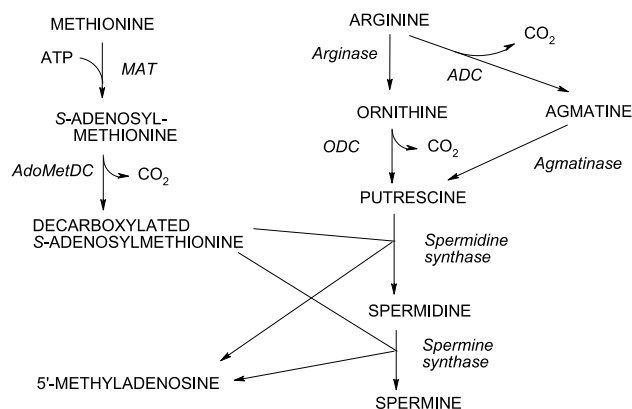 METHIONINE
ATP
MAT
S-ADENOSYL-
METHIONINE
AdoMetDC
CO2
DECARBOXYLATED
S-ADENOSYLMETHIONINE
5'-METHYLADENOSINE
ARGININE
CO2
Arginase
ADC
ORNITHINE
AGMATINE
ODC
CO2
Agmatinase
PUTRESCINE
Spermidine
synthase
SPERMIDINE
Spermine
synthase
SPERMINE